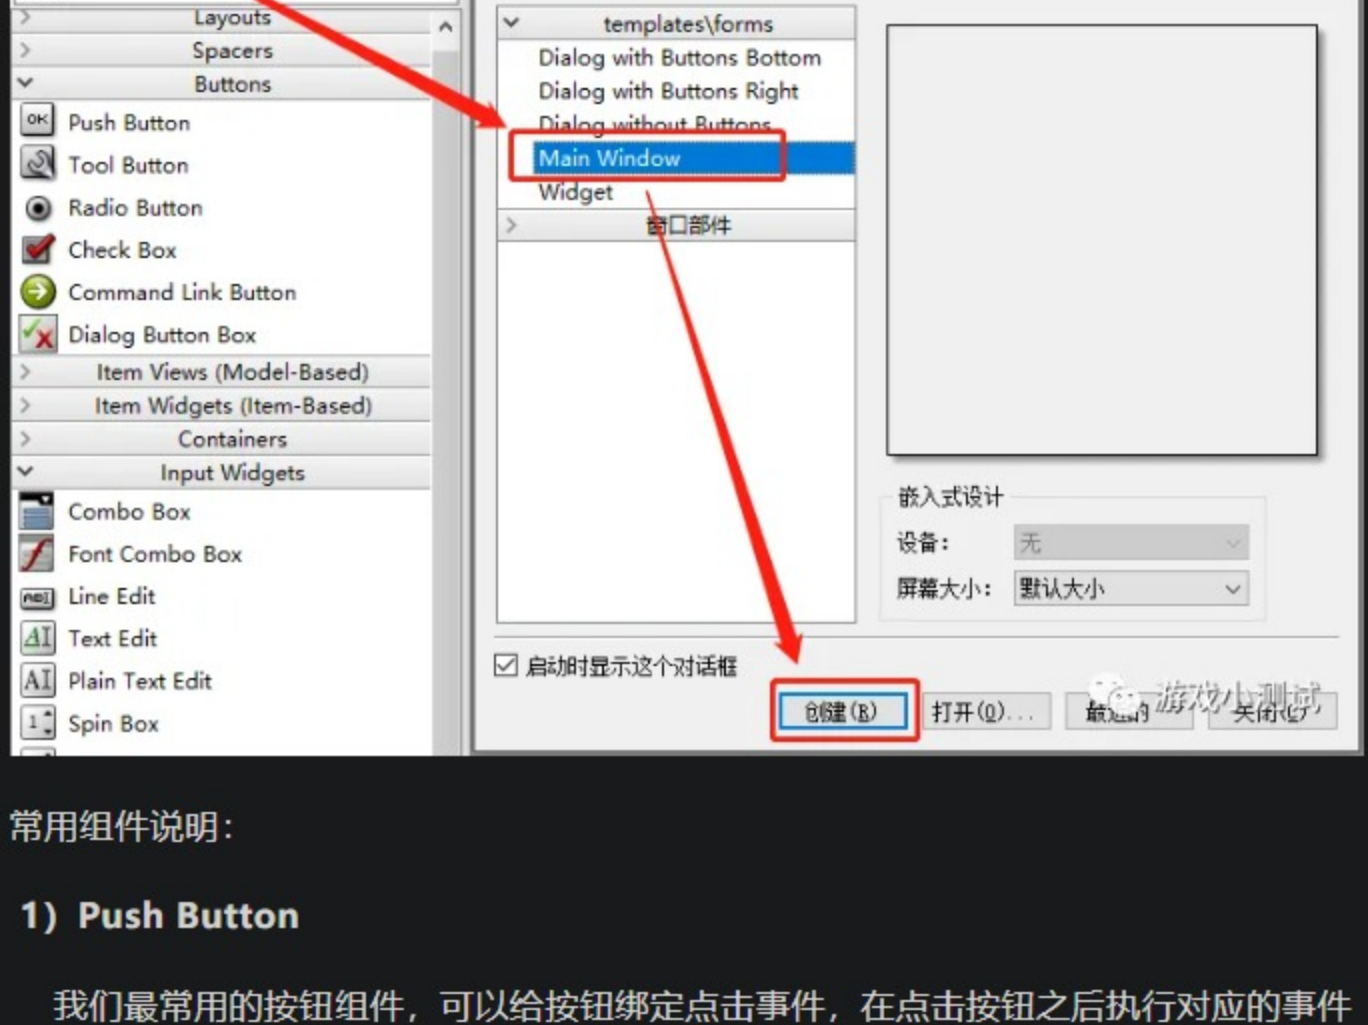 Layouts
Spacers
Buttons
Push Button
Tool Button
Radio Button
Check Box
Command Link Button
Dialog Button Box
Item Views (Model-Based)
Item Widgets (Item-Based)
Containers
Input Widgets
Combo Box
Font Combo Box
Line Edit
Text Edit
Plain Text Edit
Spin Box
templates\forms
Dialog with Buttons Bottom
Dialog with Buttons Right
Dialog without Buttons
Main Window
Widget
窗口部件
嵌入式设计
设备：
无
屏幕大小：
默认大小
启动时显示这个对话框
创建(R)
打开(O)...
最近的
关闭(L)
游戏小测试
常用组件说明：
1）Push Button
我们最常用的按钮组件，可以给按钮绑定点击事件，在点击按钮之后执行对应的事件